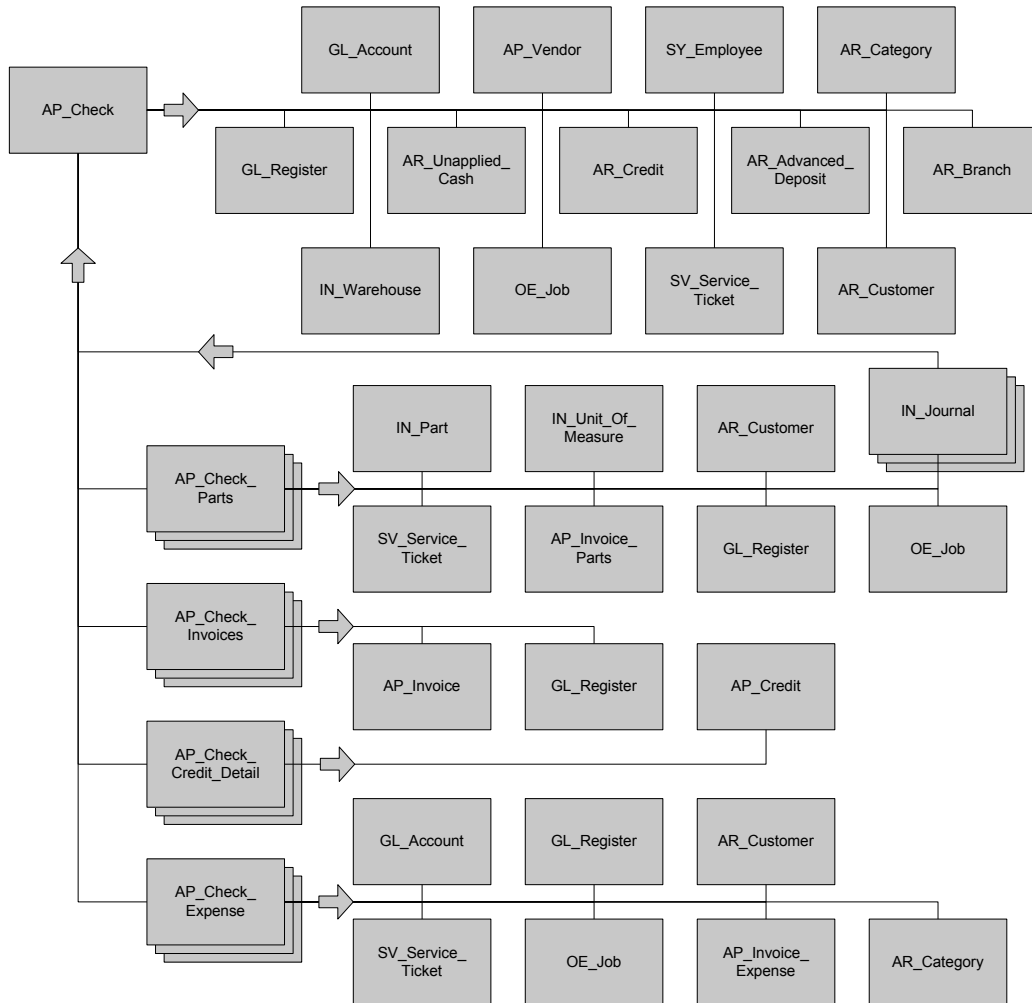 GL_Account
AP_Vendor
SY_Employee
AR_Category
AP_Check
GL_Register
AR_Unapplied_
Cash
AR_Credit
AR_Advanced_
Deposit
AR_Branch
IN_Warehouse
OE_Job
SV_Service_
Ticket
AR_Customer
IN_Journal
IN_Part
IN_Unit_Of_
Measure
AR_Customer
AP_Check_
Parts
SV_Service_
Ticket
AP_Invoice_
Parts
GL_Register
OE_Job
AP_Check_
Invoices
AP_Invoice
GL_Register
AP_Credit
AP_Check_
Credit_Detail
GL_Account
GL_Register
AR_Customer
AP_Check_
Expense
SV_Service_
Ticket
OE_Job
AP_Invoice_
Expense
AR_Category